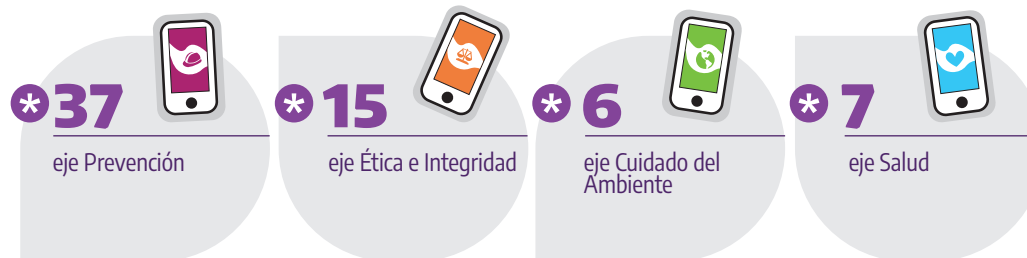 *37
eje Prevención
*15
eje Ética e Integridad
*6
eje Cuidado del
Ambiente
*7
eje Salud